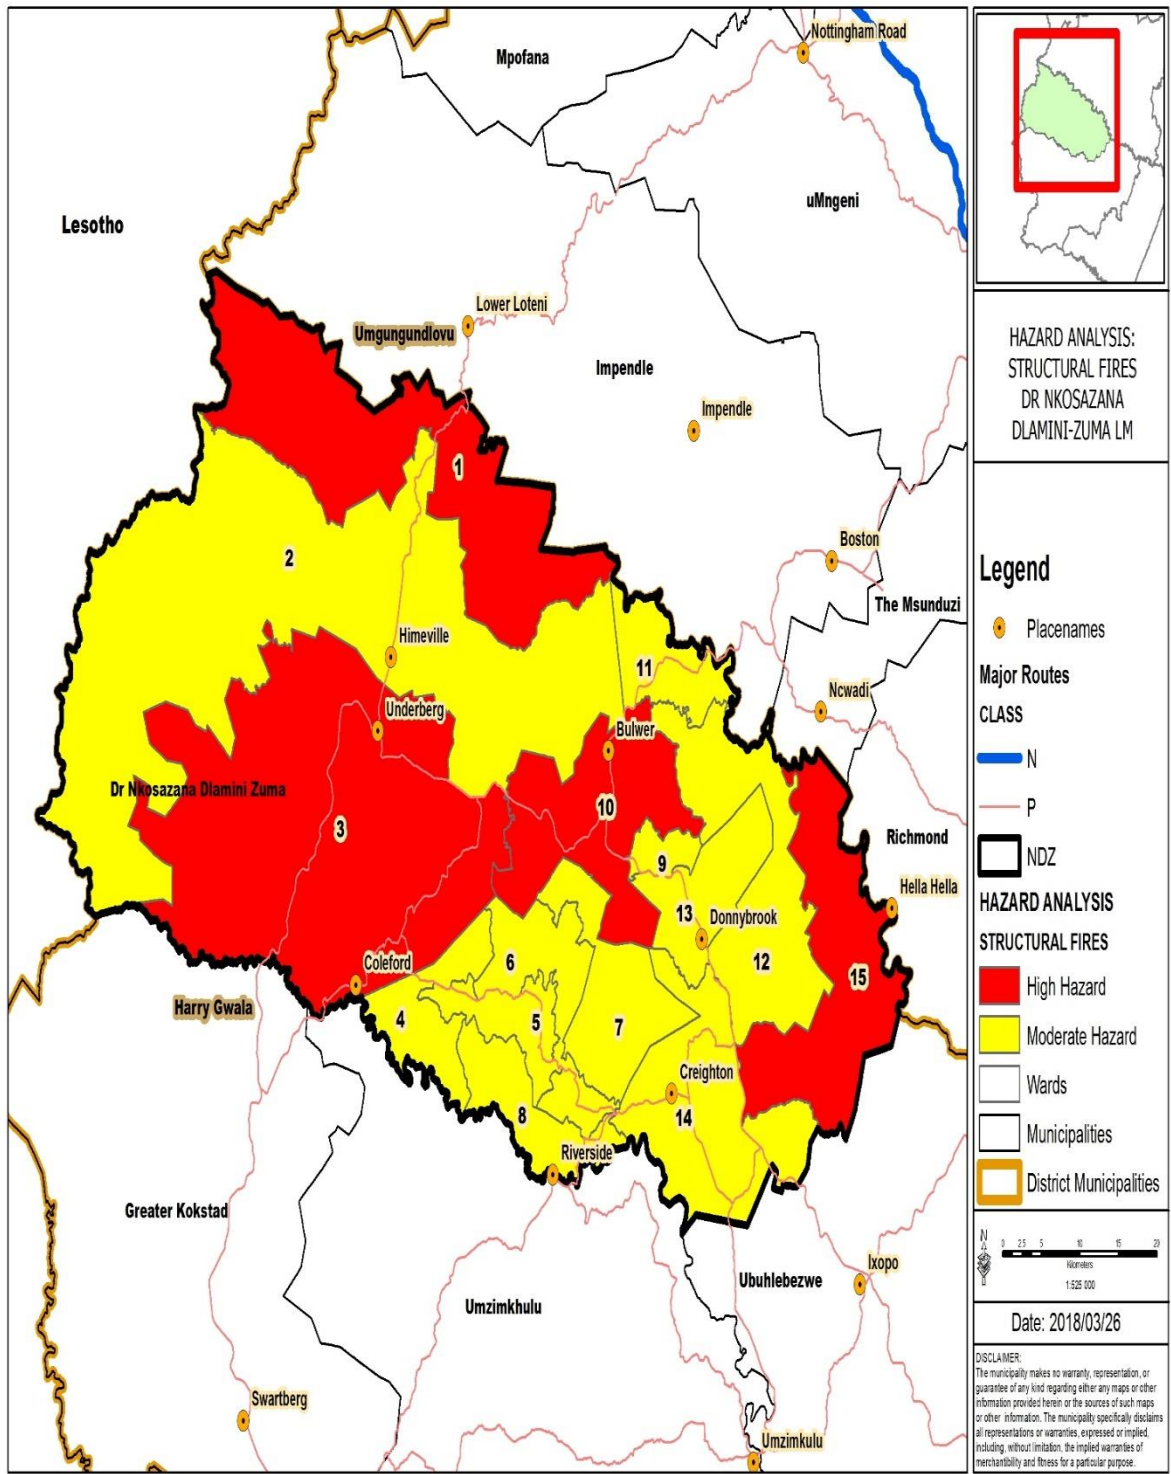 Nottingham Road
Mpofana
uMngeni
Lesotho
Lower Loteni
Umgungundlovu
Impendle
Impendle
1
2
Boston
The Msunduzi
Himeville
11
Ncwadi
Underberg
Bulwer
Dr Nkosazana Dlamini Zuma
3
10
Richmond
9
Hella Hella
13
Donnybrook
12
6
15
Coleford
Harry Gwala
4
5
7
Creighton
8
14
Riverside
Greater Kokstad
Ubuhlebezwe
Ixopo
Umzimkhulu
Swartberg
Umzimkulu
HAZARD ANALYSIS:
STRUCTURAL FIRES
DR NKOSAZANA
DLAMINI-ZUMA LM
Legend
Placenames
Major Routes
CLASS
N
P
NDZ
HAZARD ANALYSIS
STRUCTURAL FIRES
High Hazard
Moderate Hazard
Wards
Municipalities
District Municipalities
N
0 2.5 5 10 15 20
Kilometers
1:525 000
Date: 2018/03/26
DISCLAIMER:
The municipality makes no warranty, representation, or
guarantee of any kind regarding either any maps or other
information provided herein or the sources of such maps
or other information. The municipality specifically disclaims
all representations or warranties, expressed or implied,
including, without limitation, the implied warranties of
merchantibility and fitness for a particular purpose.